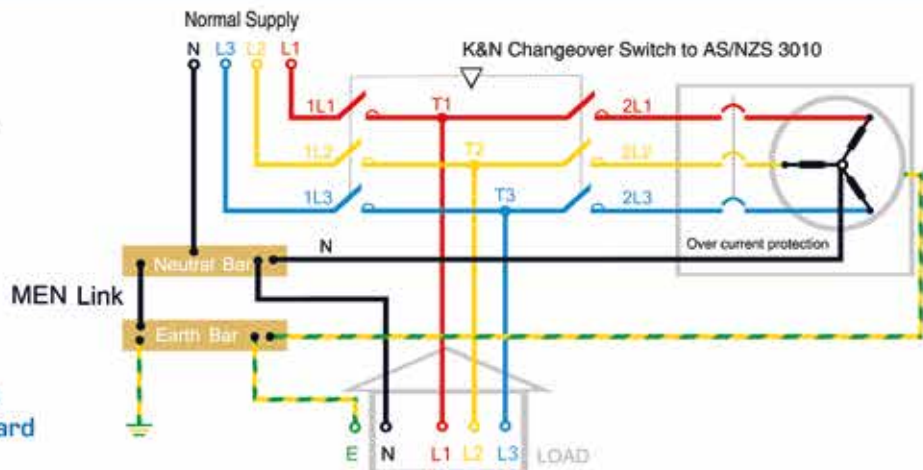 Normal Supply
N L3 L2 L1
K&N Changeover Switch to AS/NZS 3010
1L1 T1 2L1
1L2 T2 2L2
1L3 T3 2L3
Over current protection
N
Neutral Bar
MEN Link
Earth Bar
ard
E N L1 L2 L3 LOAD